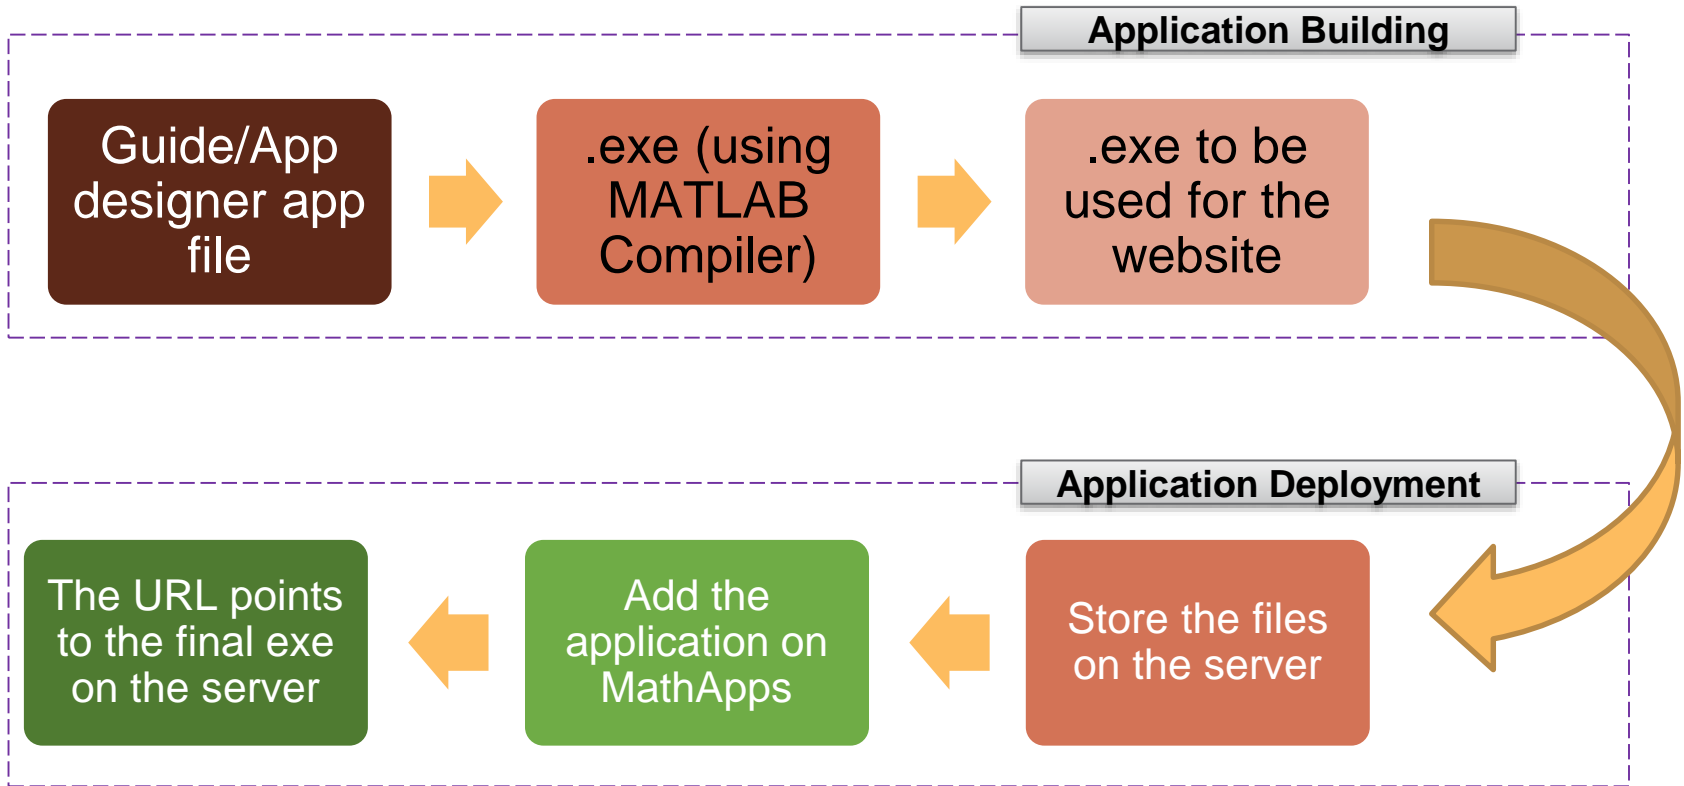 Application Building
Guide/App
designer app
file
.exe (using
MATLAB
Compiler)
.exe to be
used for the
website
Application Deployment
Store the files
on the server
Add the
application on
MathApps
The URL points
to the final exe
on the server